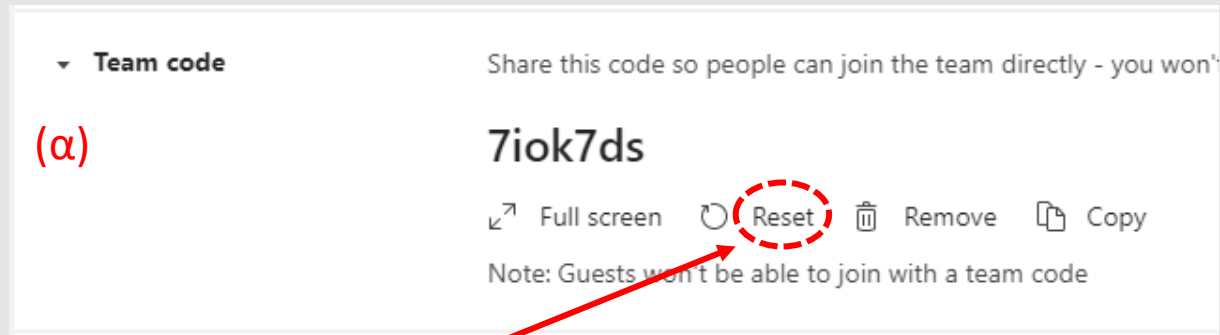 Team code
Share this code so people can join the team directly - you won'
(α)
7iok7ds
Full screen Reset Remove Copy
Note: Guests won't be able to join with a team code